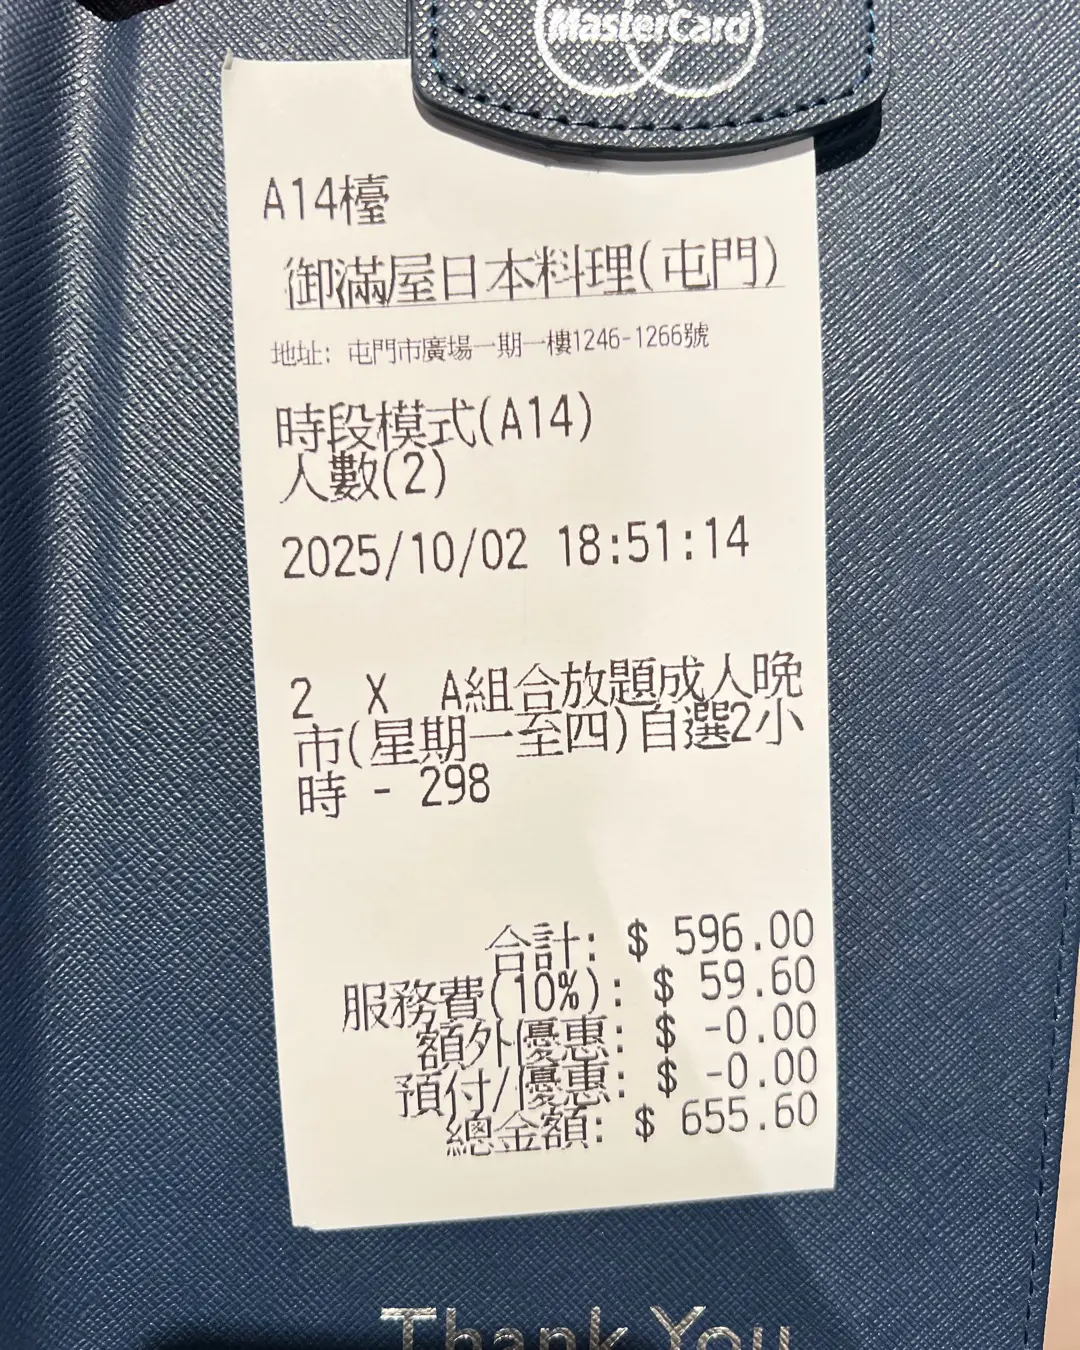 MasterCard
A14檯
御滿屋日本料理(屯門)
地址: 屯門市廣場一期一樓1246-1266號
時段模式(A14)
人數(2)
2025/10/02 18:51:14
2 X A組合放題成人晚
市(星期一至四)自選2小
時 - 298
合計: $ 596.00
服務費(10%): $ 59.60
額外優惠: $ -0.00
預付/優惠: $ -0.00
總金額: $ 655.60
Thank You